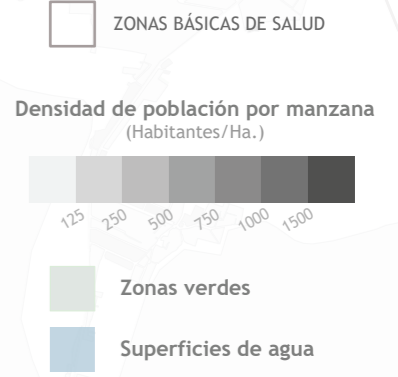 ZONAS BÁSICAS DE SALUD
Densidad de población por manzana
(Habitantes/Ha.)
125 250 500 750 1000 1500
Zonas verdes
Superficies de agua